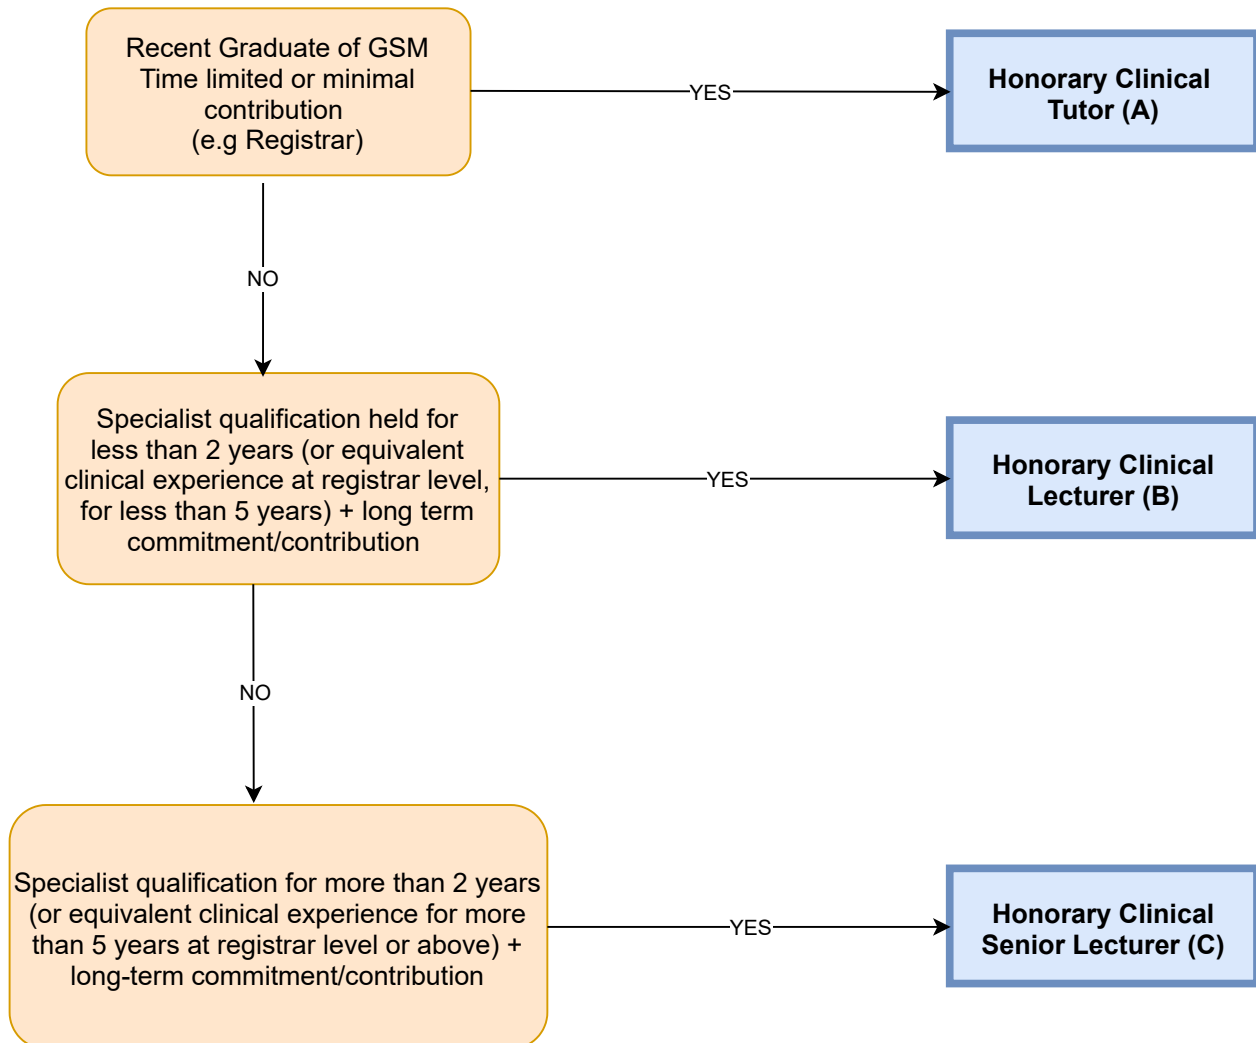 Recent Graduate of GSM
Time limited or minimal
contribution
(e.g Registrar)
YES
Honorary Clinical
Tutor (A)
NO
Specialist qualification held for
less than 2 years (or equivalent
clinical experience at registrar level,
for less than 5 years) + long term
commitment/contribution
YES
Honorary Clinical
Lecturer (B)
NO
Specialist qualification for more than 2 years
(or equivalent clinical experience for more
than 5 years at registrar level or above) +
long-term commitment/contribution
YES
Honorary Clinical
Senior Lecturer (C)